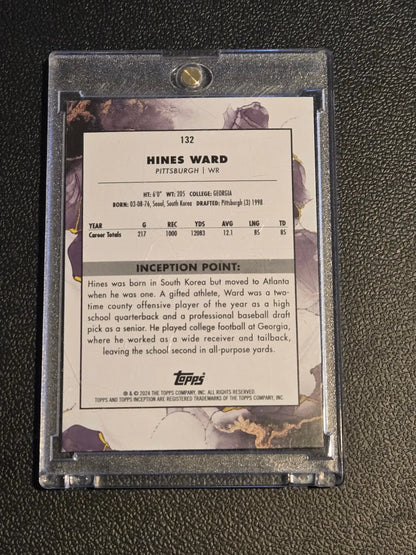 132
HINES WARD
PITTSBURGH | WR
HT: 6'0" WT: 205 COLLEGE: GEORGIA
BORN: 03-08-76, Seoul, South Korea DRAFTED: Pittsburgh (3) 1998
YEAR G REC YDS AVG LNG TD
Career Totals 217 1000 12083 12.1 85 85
INCEPTION POINT:
Hines was born in South Korea but moved to Atlanta
when he was one. A gifted athlete, Ward was a two-
time county offensive player of the year as a high
school quarterback and a professional baseball draft
pick as a senior. He played college football at Georgia,
where he worked as a wide receiver and tailback,
leaving the school second in all-purpose yards.
Topps
® & © 2024 THE TOPPS COMPANY, INC. ALL RIGHTS RESERVED.
TOPPS AND TOPPS INCEPTION ARE REGISTERED TRADEMARKS OF THE TOPPS COMPANY, INC.